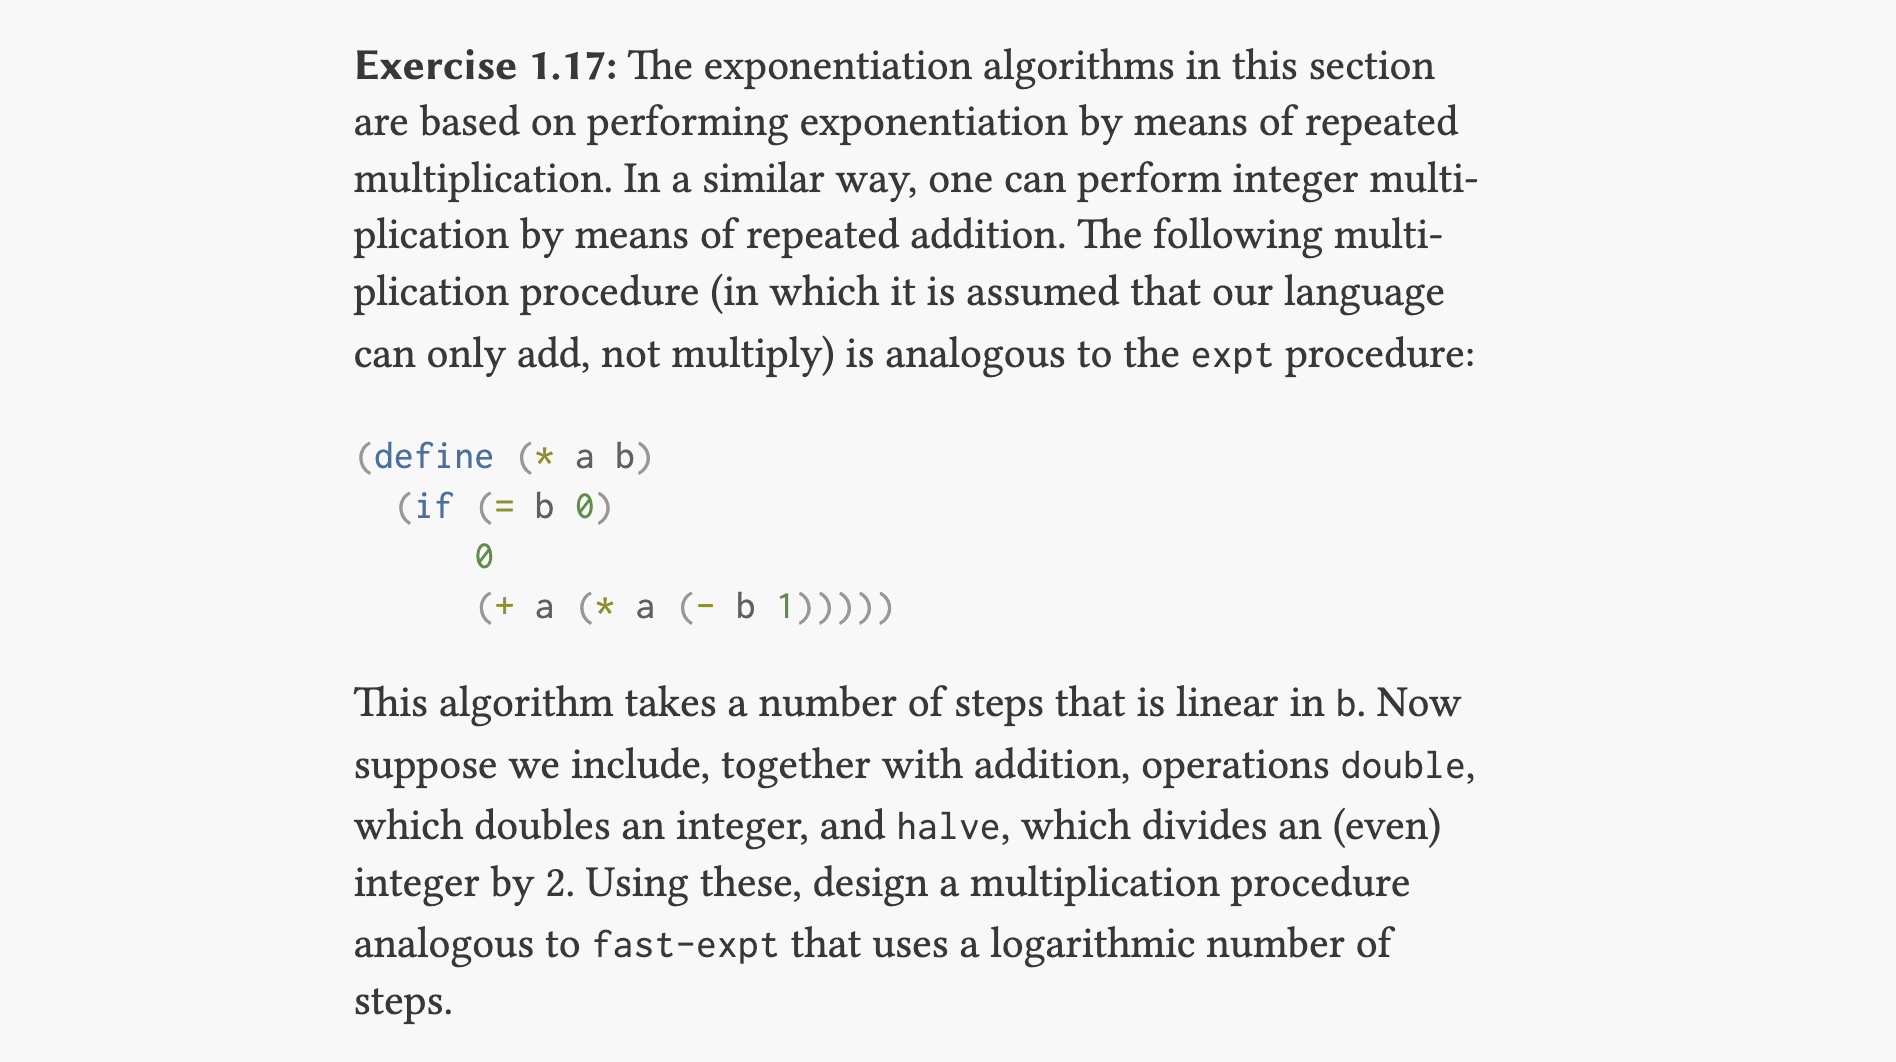 Exercise 1.17: The exponentiation algorithms in this section
are based on performing exponentiation by means of repeated
multiplication. In a similar way, one can perform integer multi-
plication by means of repeated addition. The following multi-
plication procedure (in which it is assumed that our language
can only add, not multiply) is analogous to the expt procedure:
(define (* a b)
  (if (= b 0)
      0
      (+ a (* a (- b 1)))))
This algorithm takes a number of steps that is linear in b. Now
suppose we include, together with addition, operations double,
which doubles an integer, and halve, which divides an (even)
integer by 2. Using these, design a multiplication procedure
analogous to fast-expt that uses a logarithmic number of
steps.